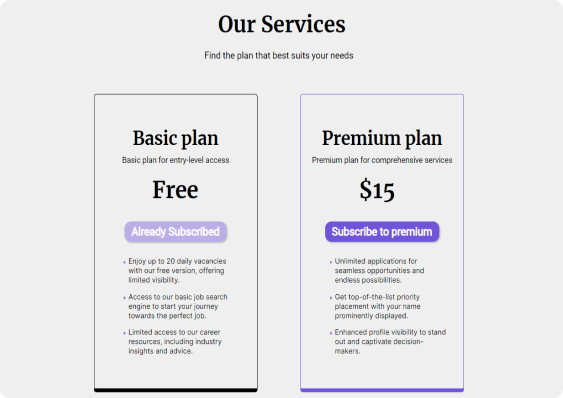 Our Services
Find the plan that best suits your needs
Basic plan
Basic plan for entry-level access
Free
Already Subscribed
Enjoy up to 20 daily vacancies
with our free version, offering
limited visibility.
Access to our basic job search
engine to start your journey
towards the perfect job.
Limited access to our career
resources, including industry
insights and advice.
Premium plan
Premium plan for comprehensive services
$15
Subscribe to premium
Unlimited applications for
seamless opportunities and
endless possibilities.
Get top-of-the-list priority
placement with your name
prominently displayed.
Enhanced profile visibility to stand
out and captivate decision-
makers.